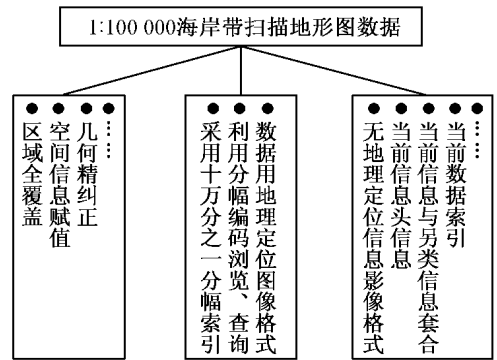 1:100 000海岸带扫描地形图数据
●区域全覆盖
●空间信息赋值
●几何精纠正
●……
●采用十万分之一分幅索引
●利用分幅编码浏览、查询
●数据用地理定位图像格式
●无地理定位信息影像格式
●当前信息头信息
●当前信息与另类信息套合
●当前数据索引
●……